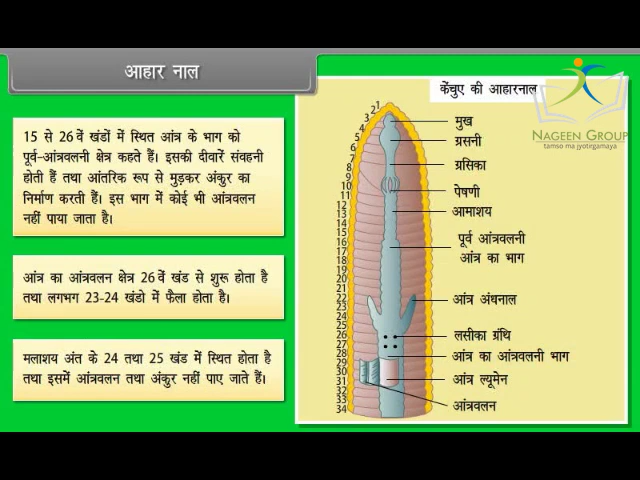 आहार नाल
15 से 26वें खंडों में स्थित आंत्र के भाग को
पूर्व-आंत्रवलनी क्षेत्र कहते हैं। इसकी दीवारें संवहनी
होती हैं तथा आंतरिक रूप से मुड़कर अंकुर का
निर्माण करती हैं। इस भाग में कोई भी आंत्रवलन
नहीं पाया जाता है।
आंत्र का आंत्रवलन क्षेत्र 26वें खंड से शुरू होता है
तथा लगभग 23-24 खंडो मे फैला होता है।
मलाशय अंत के 24 तथा 25 खंड में स्थित होता है
तथा इसमें आंत्रवलन तथा अंकुर नहीं पाए जाते हैं।
केंचुए की आहारनाल
NAGEEN GROUP
tamso ma jyotirgamaya
1
2
3
4
5
6
7
8
9
10
11
12
13
14
15
16
17
18
19
20
21
22
23
24
25
26
27
28
29
30
31
32
33
34
मुख
ग्रसनी
ग्रसिका
पेषणी
आमाशय
पूर्व आंत्रवलनी
आंत्र का भाग
आंत्र अंधनाल
लसीका ग्रंथि
आंत्र का आंत्रवलनी भाग
आंत्र ल्यूमेन
आंत्रवलन